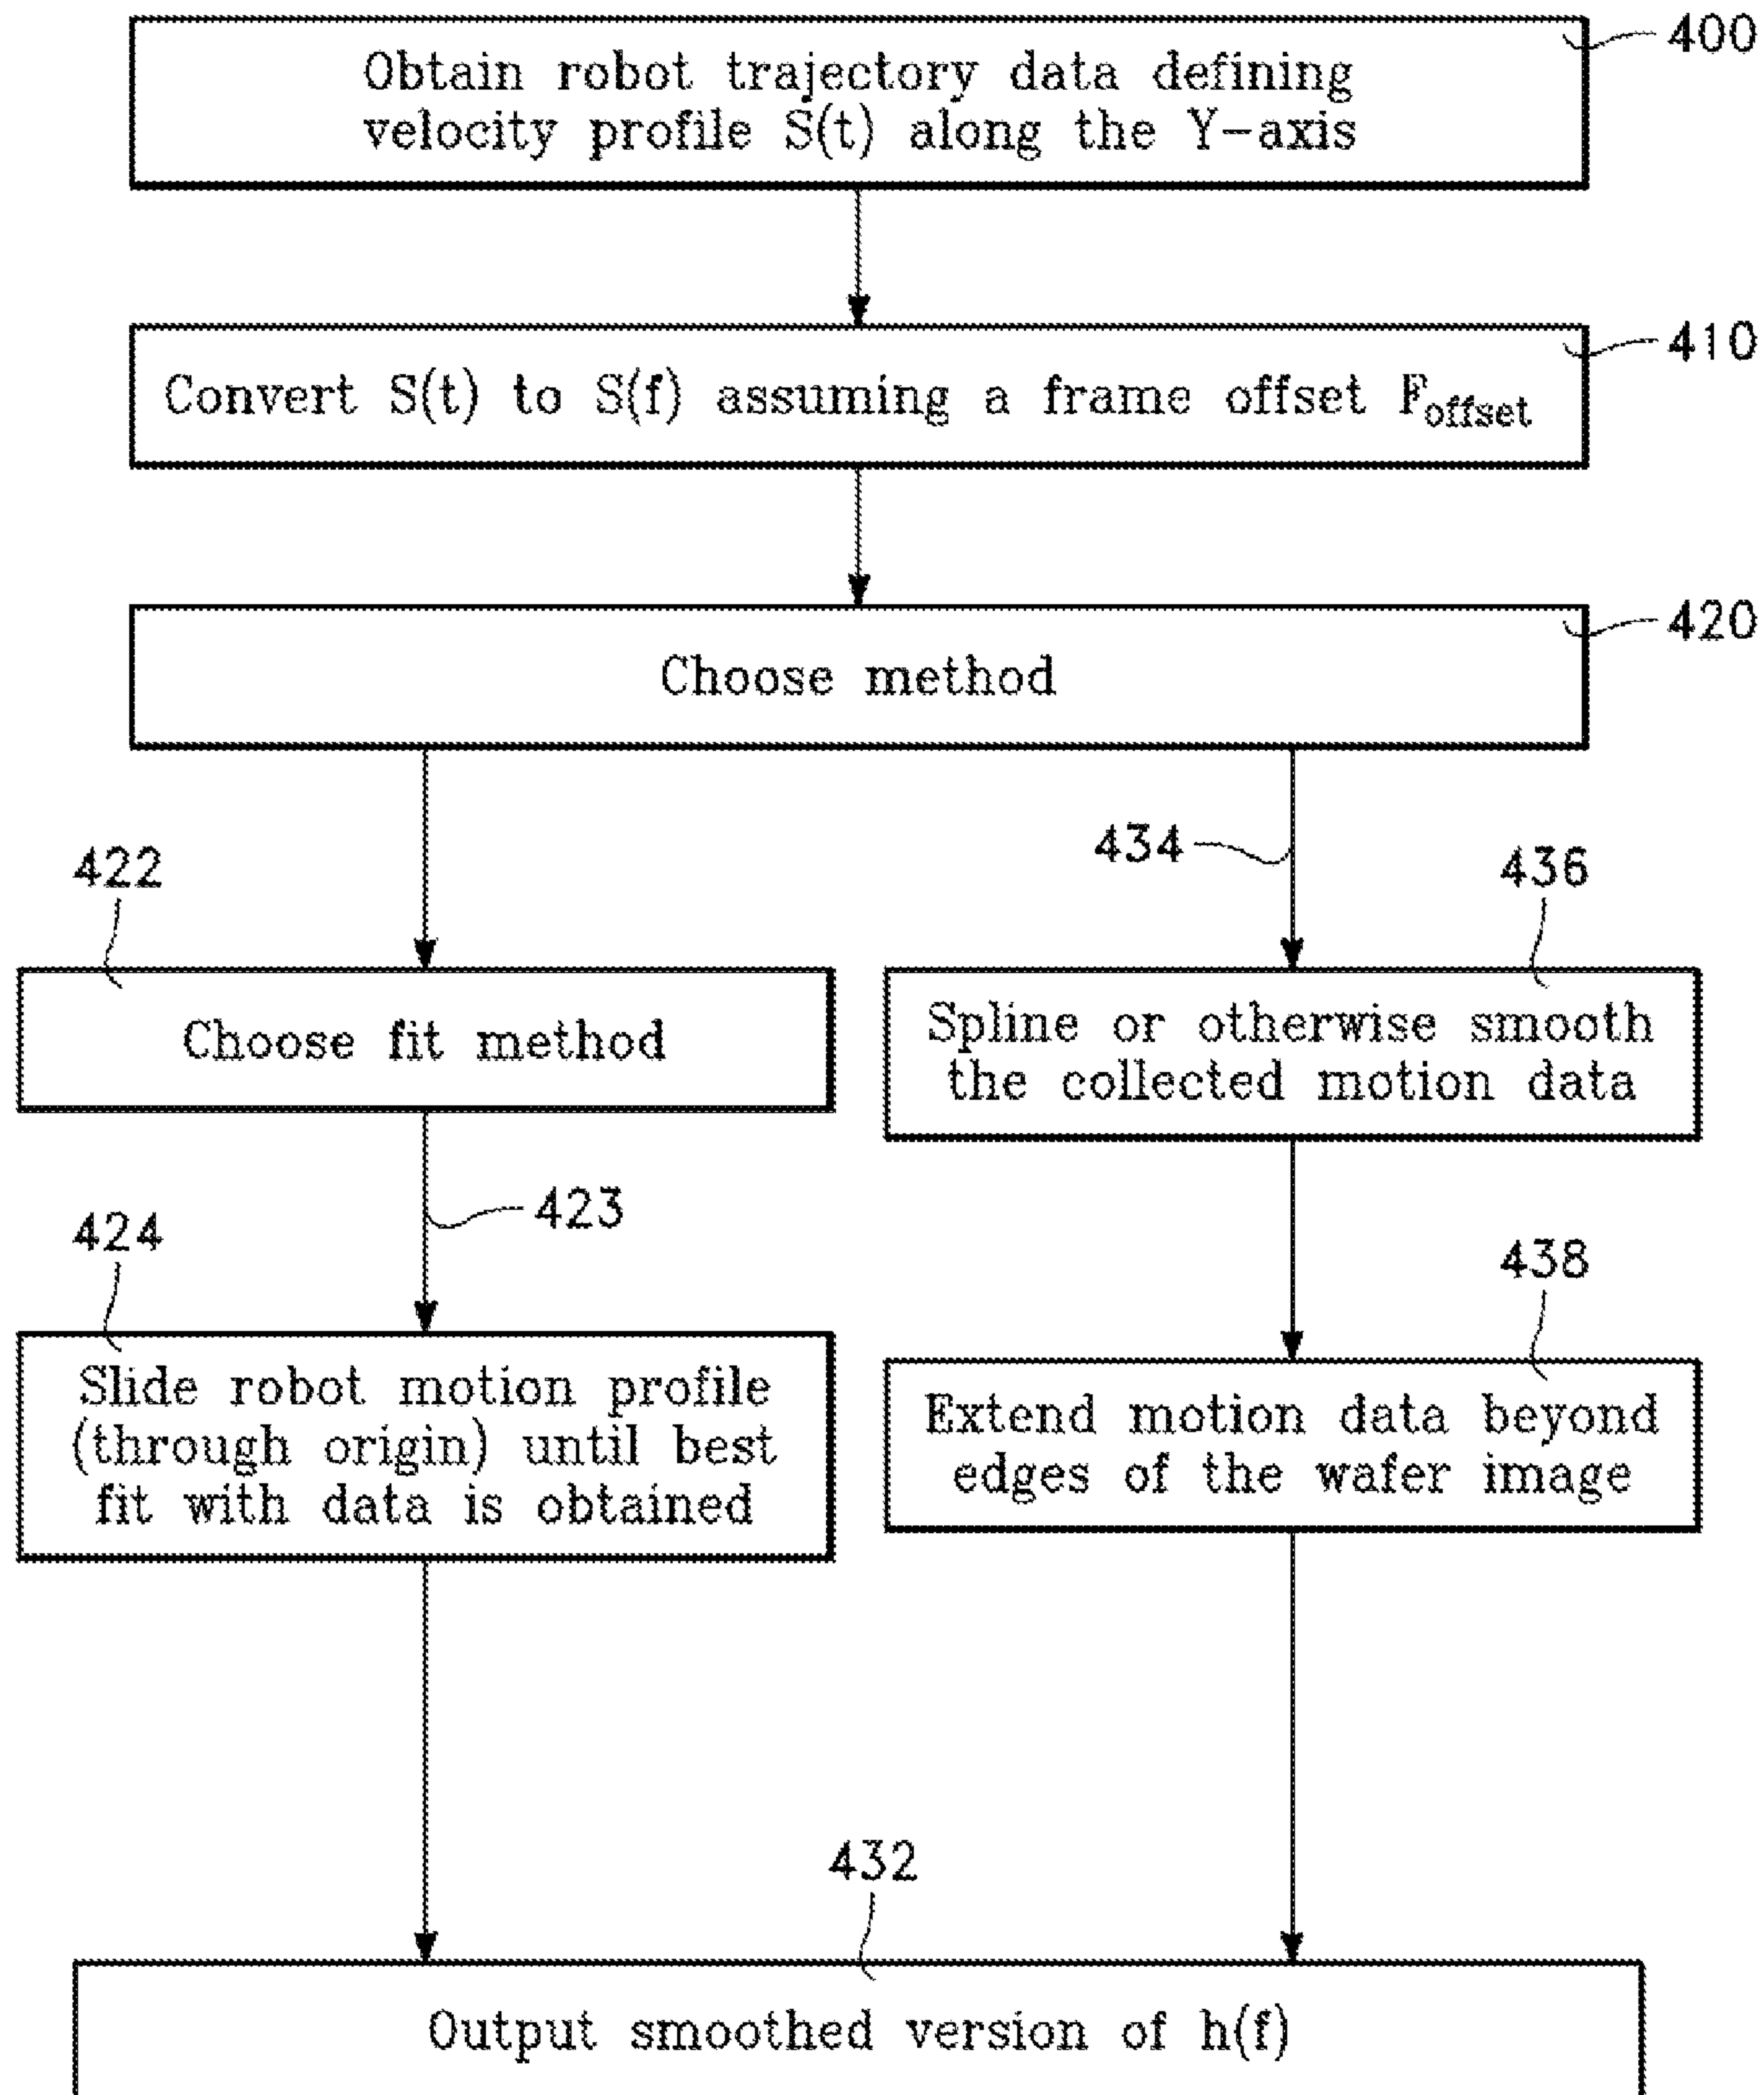 400
Obtain robot trajectory data defining
velocity profile S(t) along the Y-axis
410
Convert S(t) to S(f) assuming a frame offset Foffset
420
Choose method
422
434
436
Choose fit method
Spline or otherwise smooth
the collected motion data
423
424
438
Slide robot motion profile
(through origin) until best
fit with data is obtained
Extend motion data beyond
edges of the wafer image
432
Output smoothed version of h(f)